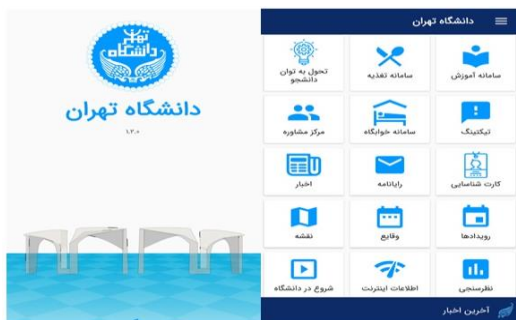 تهران
دانشگاه
دانشگاه تهران
۱.۲.۰
دانشگاه تهران
سامانه آموزش
سامانه تغذیه
تحول به توان
دانشجو
تیکتینگ
سامانه خوابگاه
مرکز مشاوره
کارت شناسایی
رایانامه
اخبار
رویدادها
وقایع
نقشه
نظرسنجی
اطلاعات اینترنت
شروع در دانشگاه
آخرین اخبار